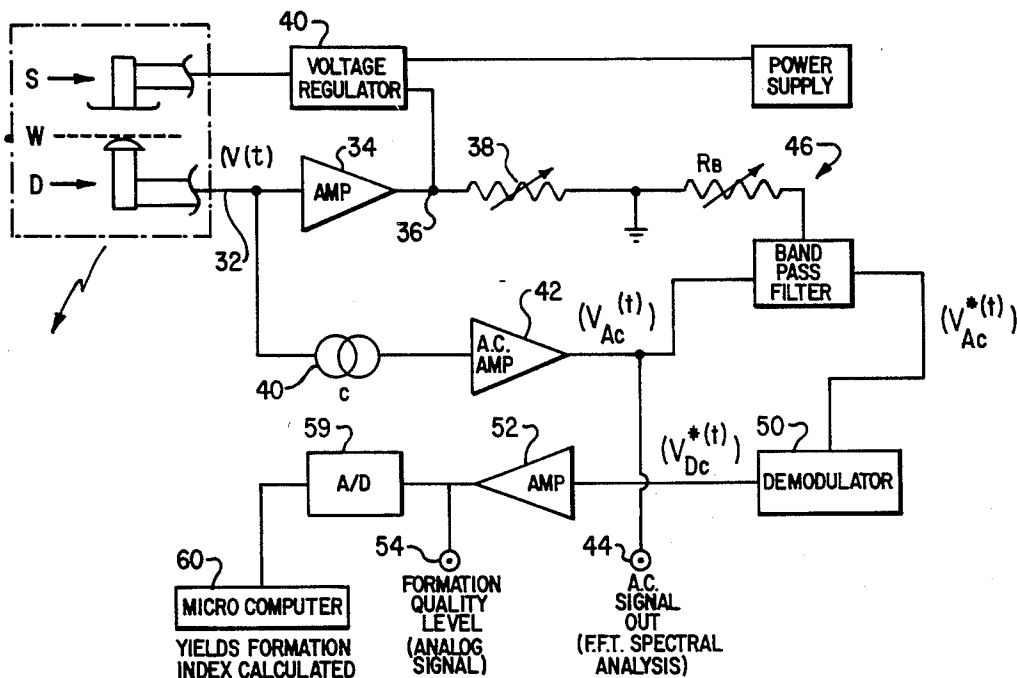 40
S
VOLTAGE
REGULATOR
POWER
SUPPLY
W
D
(V(t)
34
AMP
38
RB
46
32
36
BAND
PASS
FILTER
42
(VAc(t))
(VAc*(t))
A.C.
AMP
40
C
59
52
(VDc*(t))
50
A/D
AMP
DEMODULATOR
54
44
60
MICRO COMPUTER
YIELDS FORMATION
INDEX CALCULATED
FORMATION
QUALITY
LEVEL
(ANALOG
SIGNAL)
A.C.
SIGNAL
OUT
(F.F.T. SPECTRAL
ANALYSIS)